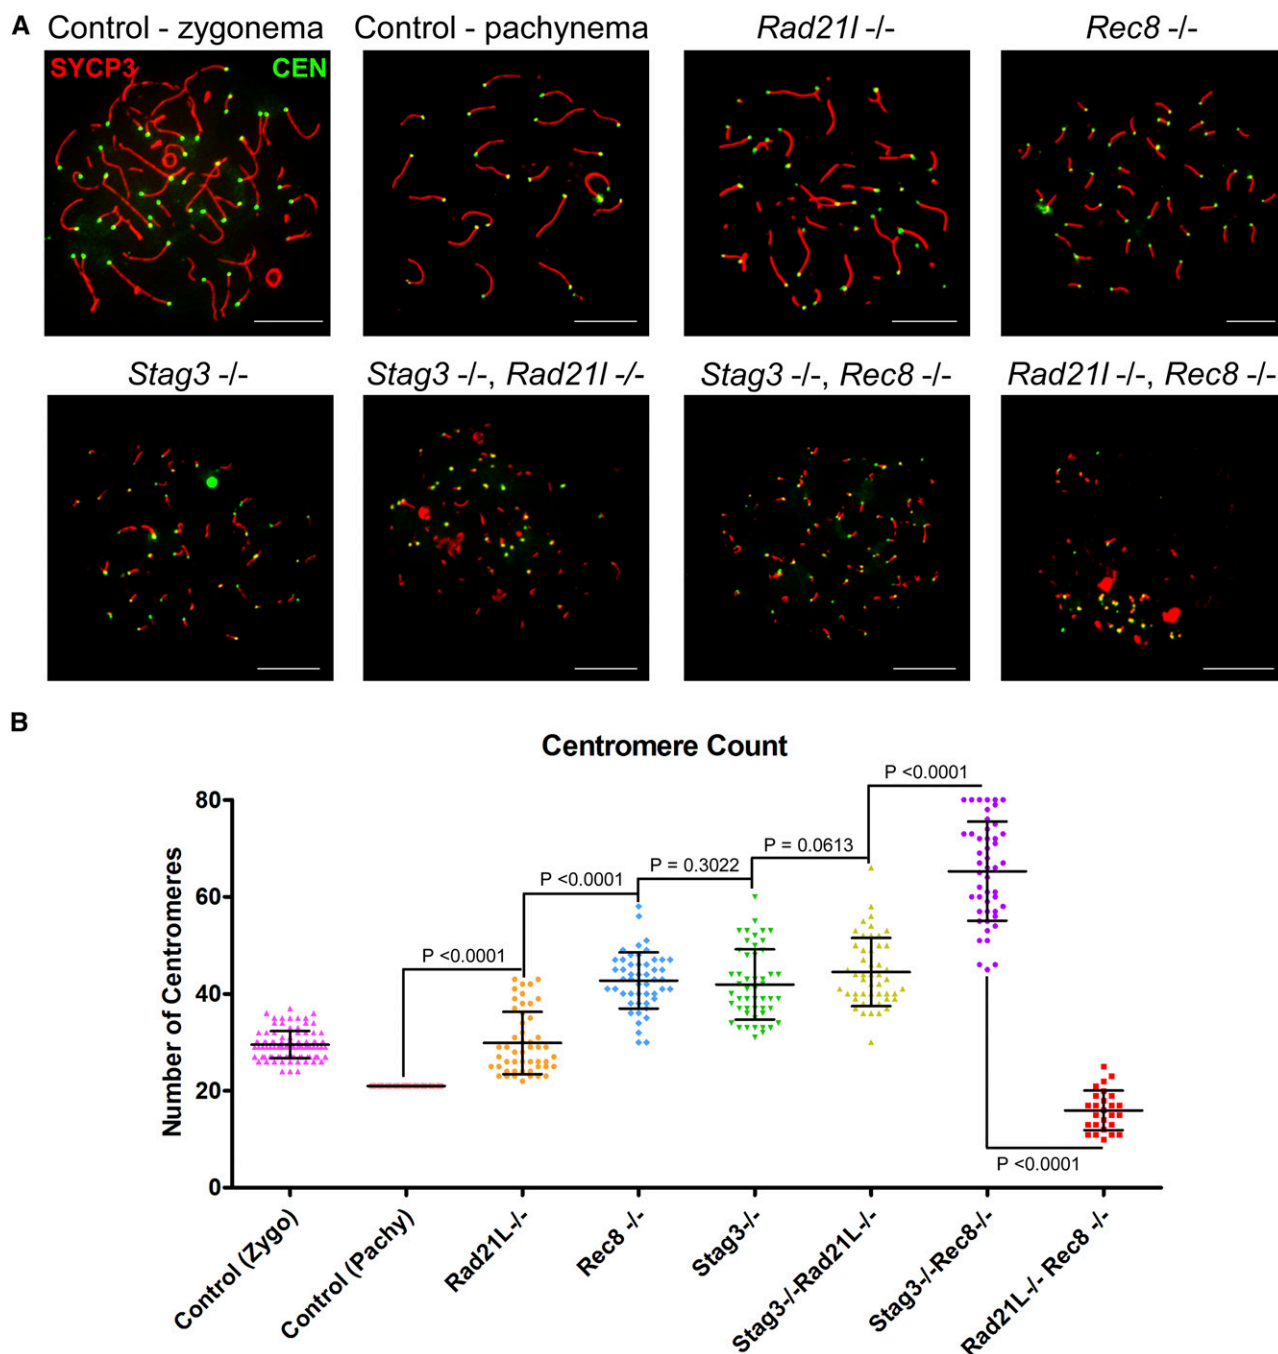 A
Control - zygonema
Control - pachynema
Rad21l -/-
Rec8 -/-
SYCP3
CEN
Stag3 -/-
Stag3 -/-, Rad21l -/-
Stag3 -/-, Rec8 -/-
Rad21l -/-, Rec8 -/-
B
Centromere Count
P <0.0001
P = 0.0613
P = 0.3022
P <0.0001
P <0.0001
P <0.0001
Number of Centromeres
80
60
40
20
0
Control (Zygo)
Control (Pachy)
Rad21L-/-
Rec8 -/-
Stag3-/-
Stag3-/-Rad21L-/-
Stag3-/-Rec8-/-
Rad21L-/- Rec8 -/-